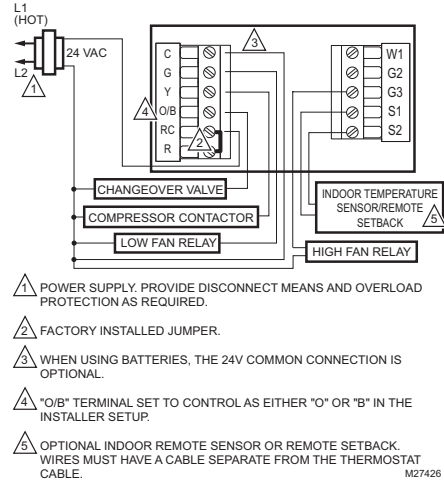 L1
(HOT)
24 VAC
L2
1
C
G
Y
O/B
RC
R
4
2
3
W1
G2
G3
S1
S2
CHANGEOVER VALVE
COMPRESSOR CONTACTOR
LOW FAN RELAY
INDOOR TEMPERATURE
SENSOR/REMOTE
SETBACK
5
HIGH FAN RELAY
1 POWER SUPPLY. PROVIDE DISCONNECT MEANS AND OVERLOAD
PROTECTION AS REQUIRED.
2 FACTORY INSTALLED JUMPER.
3 WHEN USING BATTERIES, THE 24V COMMON CONNECTION IS
OPTIONAL.
4 "O/B" TERMINAL SET TO CONTROL AS EITHER "O" OR "B" IN THE
INSTALLER SETUP.
5 OPTIONAL INDOOR REMOTE SENSOR OR REMOTE SETBACK.
WIRES MUST HAVE A CABLE SEPARATE FROM THE THERMOSTAT
CABLE.
M27426